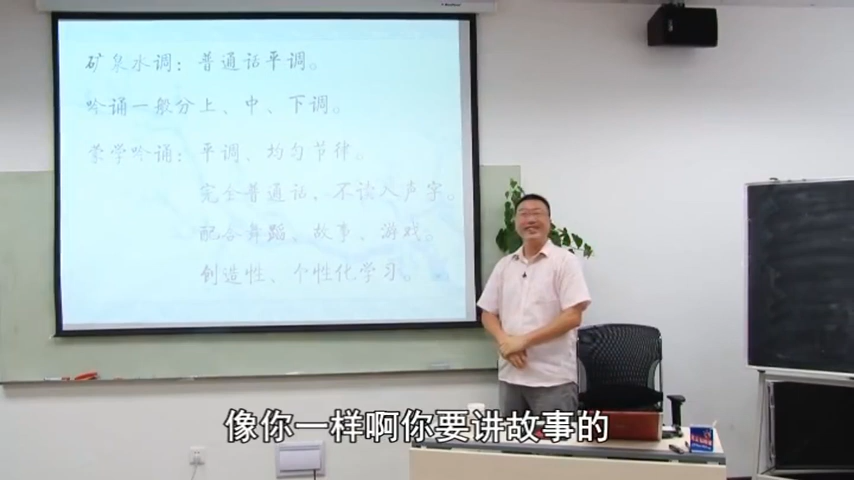 矿泉水调：普通话平调。
吟诵一般分上、中、下调。
蒙学吟诵：平调、均匀节律。
完全普通话，不读入声字。
配合舞蹈、故事、游戏。
创造性、个性化学习。
像你一样啊你要讲故事的